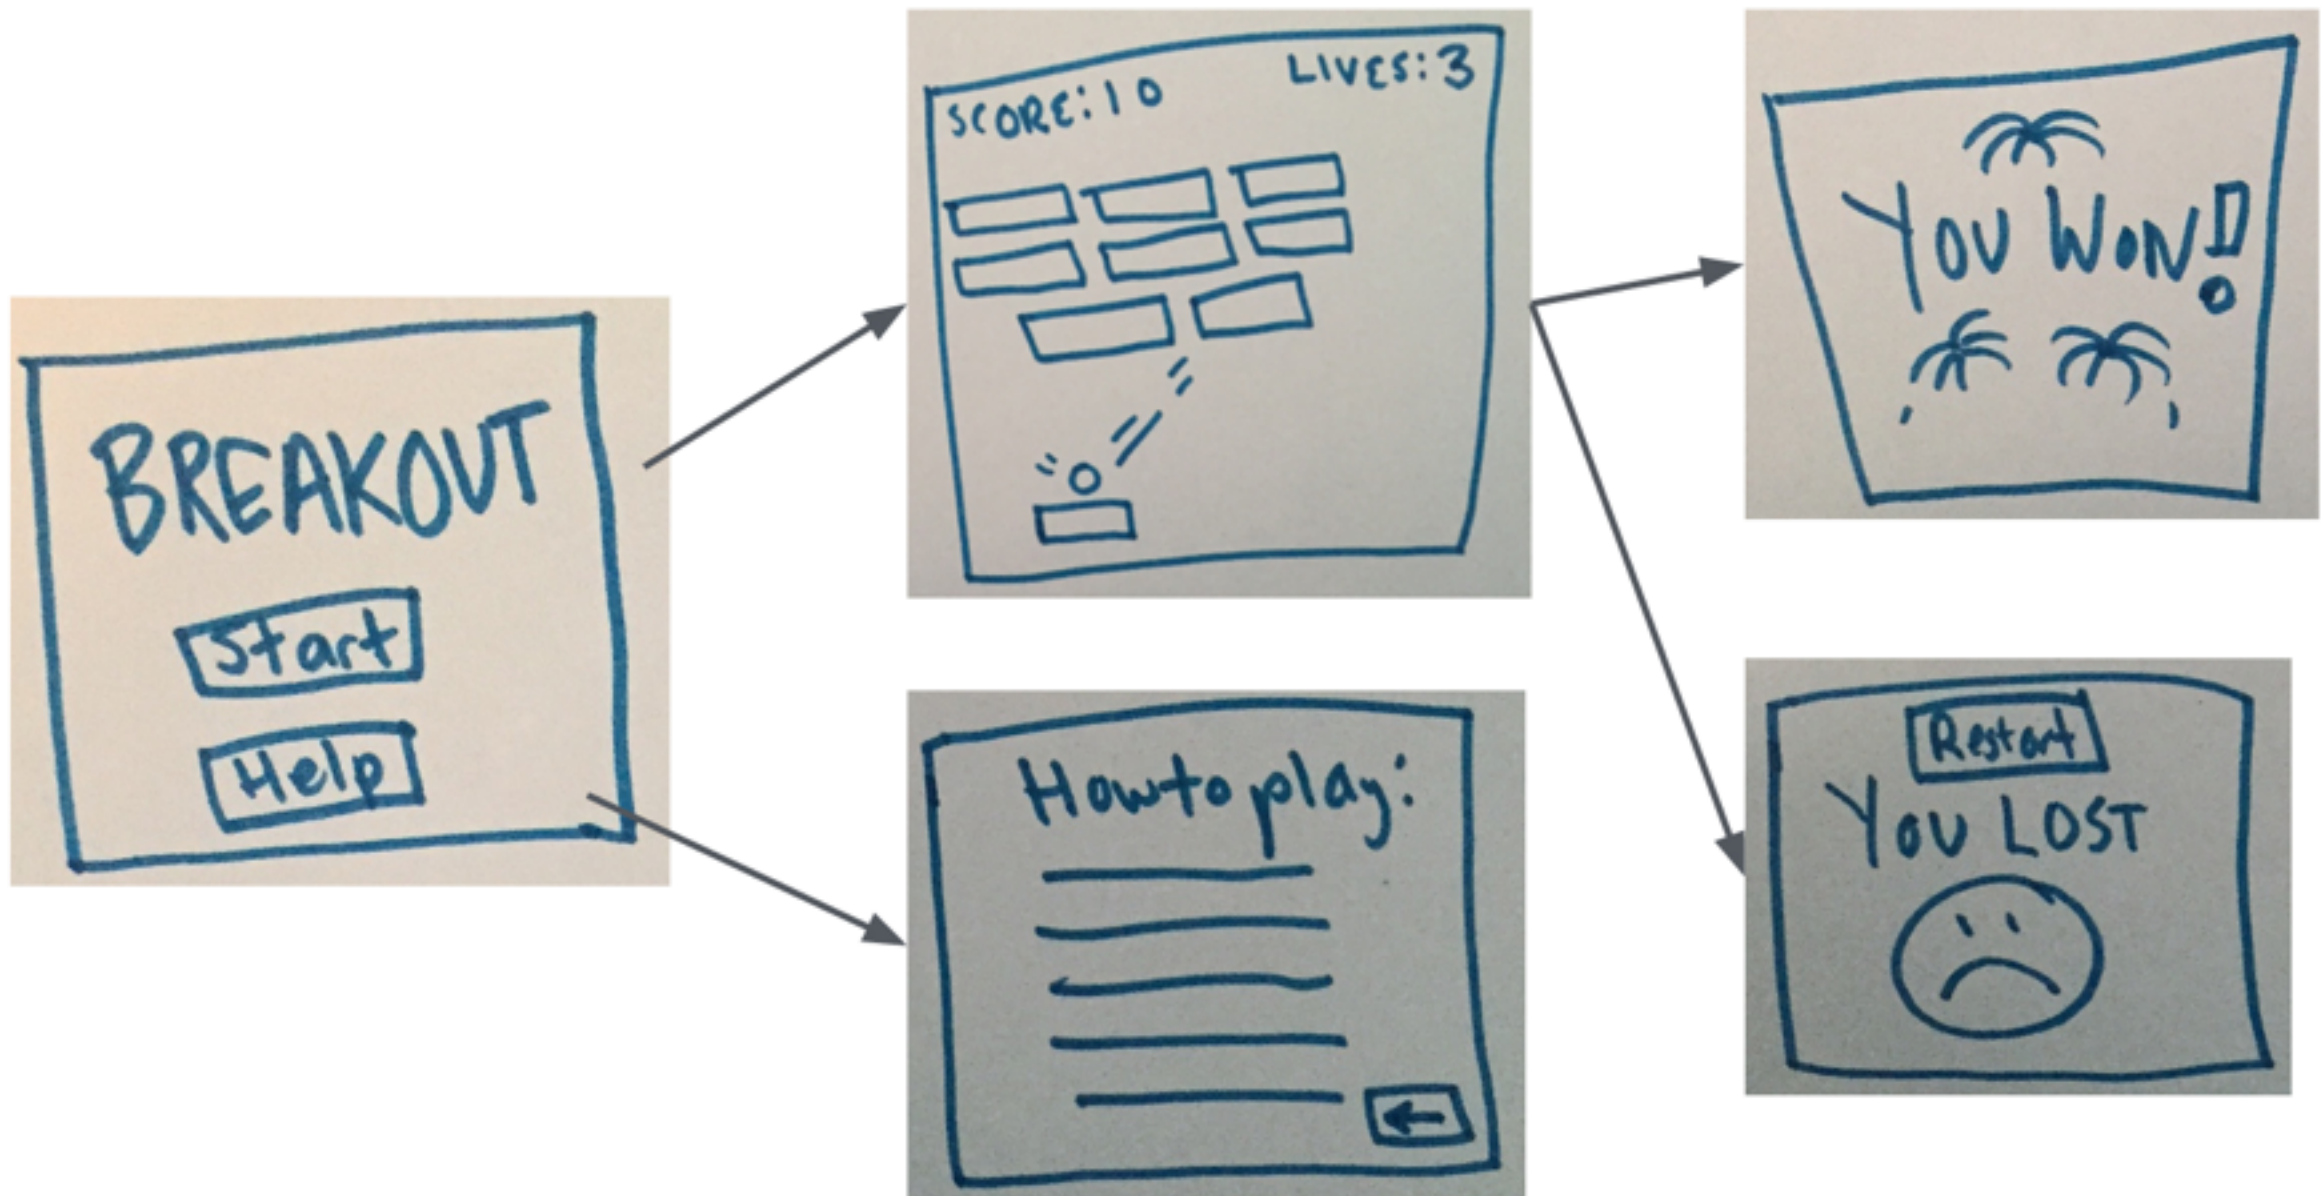 BREAKOUT
Start
Help
SCORE: 10
LIVES: 3
How to play:
YOU WON!
Restart
YOU LOST